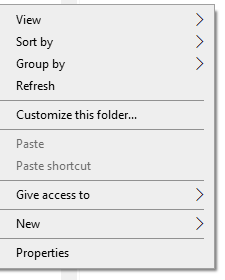 View
Sort by
Group by
Refresh
Customize this folder...
Paste
Paste shortcut
Give access to
New
Properties